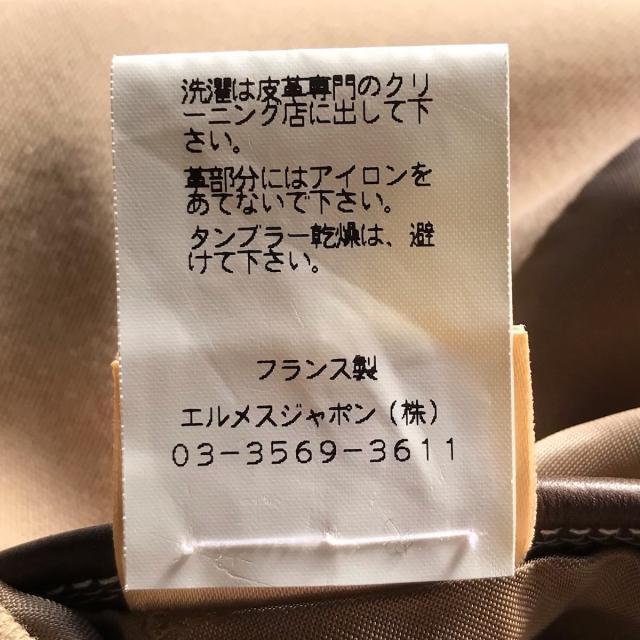 洗濯は皮革専門のクリ
ーニング店に出して下
さい。
革部分にはアイロンを
あてないで下さい。
タンブラー乾燥は、避
けて下さい。
フランス製
エルメスジャポン(株)
03-3569-3611